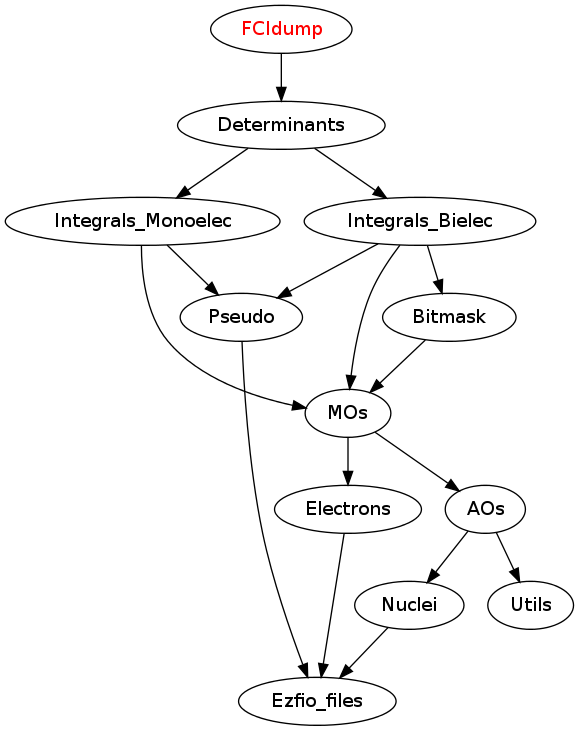 FCIdump
Determinants
Integrals_Monoelec
Integrals_Bielec
Pseudo
Bitmask
MOs
Electrons
AOs
Nuclei
Utils
Ezfio_files